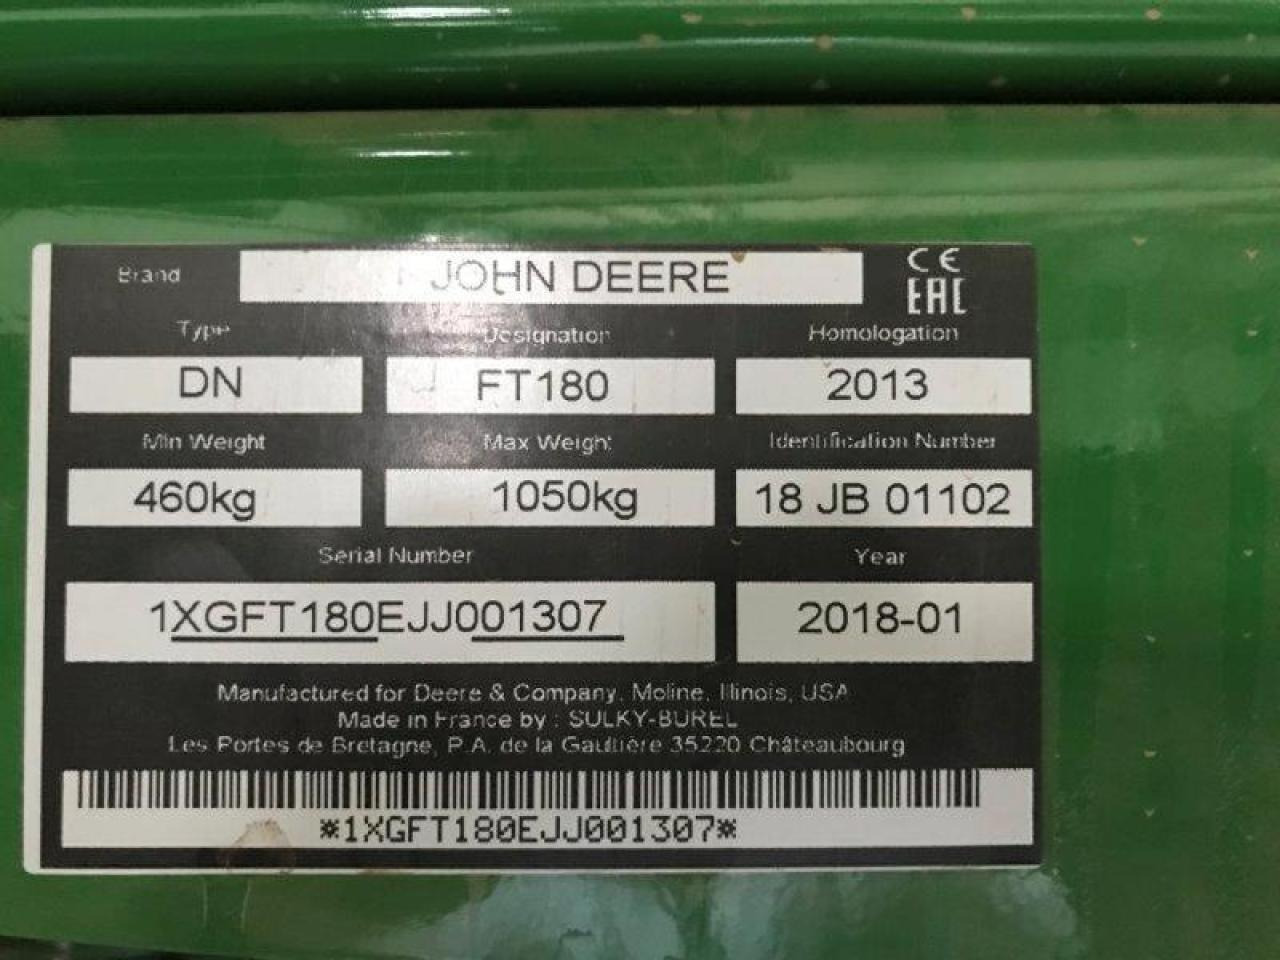 Brand JOHN DEERE CE
EAC
Type Designation Homologation
DN FT180 2013
Min Weight Max Weight Identification Number
460kg 1050kg 18 JB 01102
Serial Number Year
1XGFT180EJJ001307 2018-01
Manufactured for Deere & Company. Moline, Illinois, USA
Made in France by : SULKY-BUREL
Les Portes de Bretagne, P.A. de la Gaultière 35220 Châteaubourg
*1XGFT180EJJ001307*